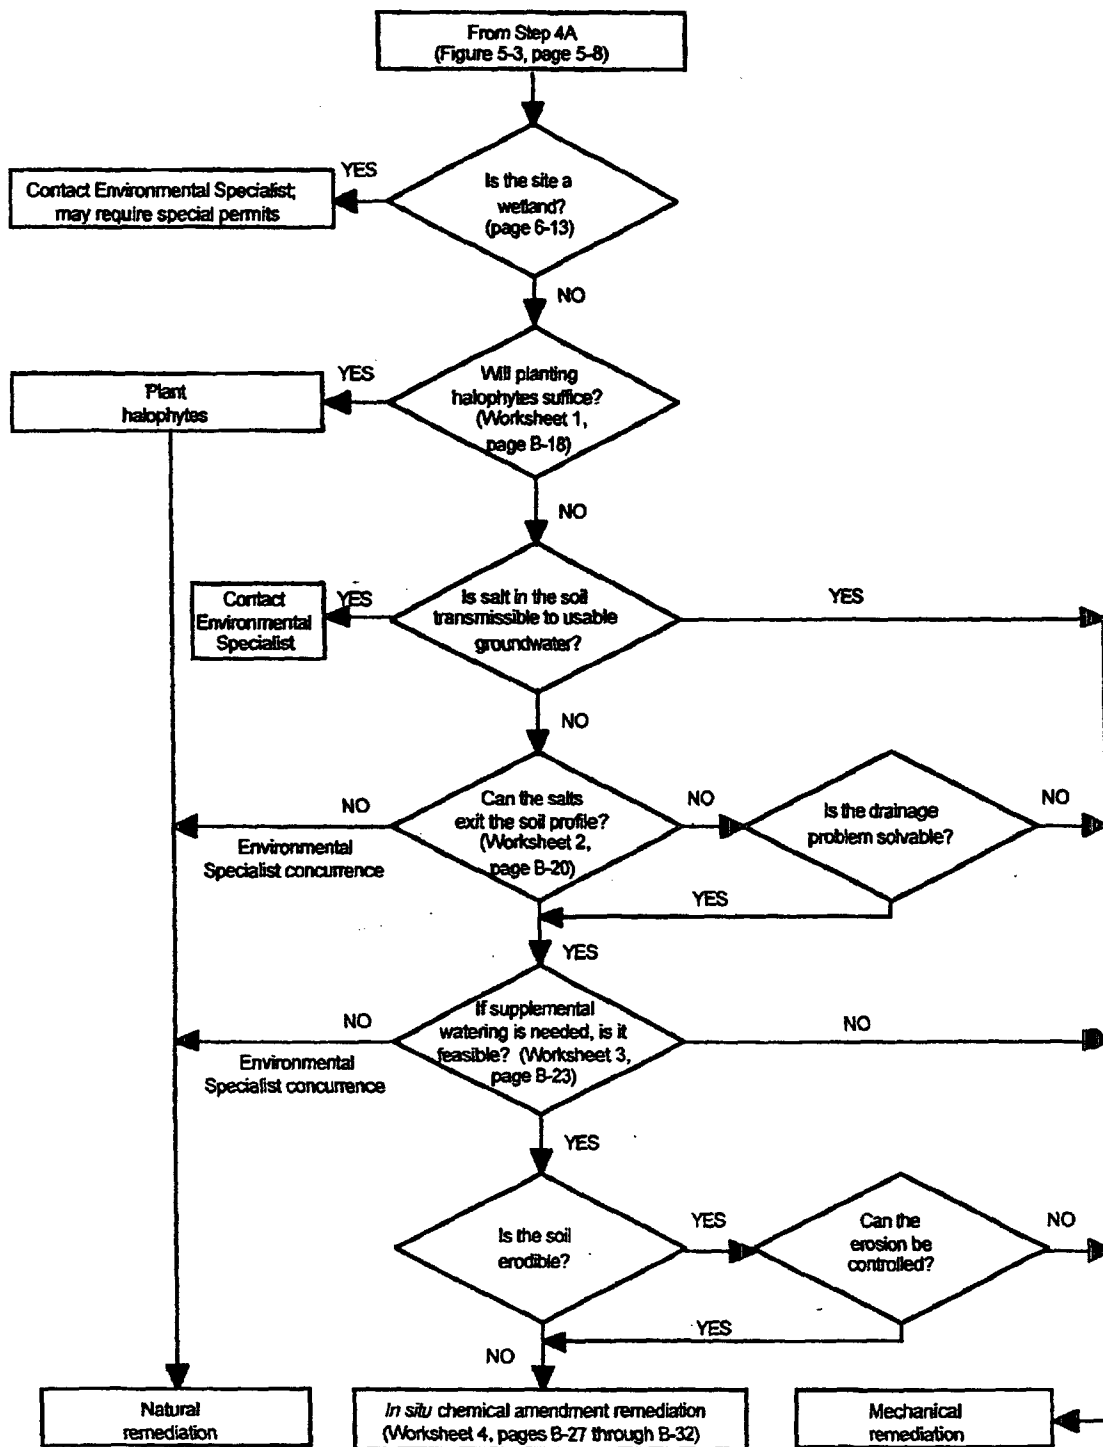 From Step 4A
(Figure 5-3, page 5-8)
YES
Contact Environmental Specialist;
may require special permits
Is the site a
wetland?
(page 6-13)
NO
YES
Plant
halophytes
Will planting
halophytes suffice?
(Worksheet 1,
page B-18)
NO
Contact
Environmental
Specialist
YES
Is salt in the soil
transmissible to usable
groundwater?
YES
NO
NO
Environmental
Specialist concurrence
Can the salts
exit the soil profile?
(Worksheet 2,
page B-20)
NO
Is the drainage
problem solvable?
NO
YES
YES
NO
Environmental
Specialist concurrence
If supplemental
watering is needed, is it
feasible? (Worksheet 3,
page B-23)
NO
YES
Is the soil
erodible?
YES
Can the
erosion be
controlled?
NO
YES
NO
Natural
remediation
In situ chemical amendment remediation
(Worksheet 4, pages B-27 through B-32)
Mechanical
remediation